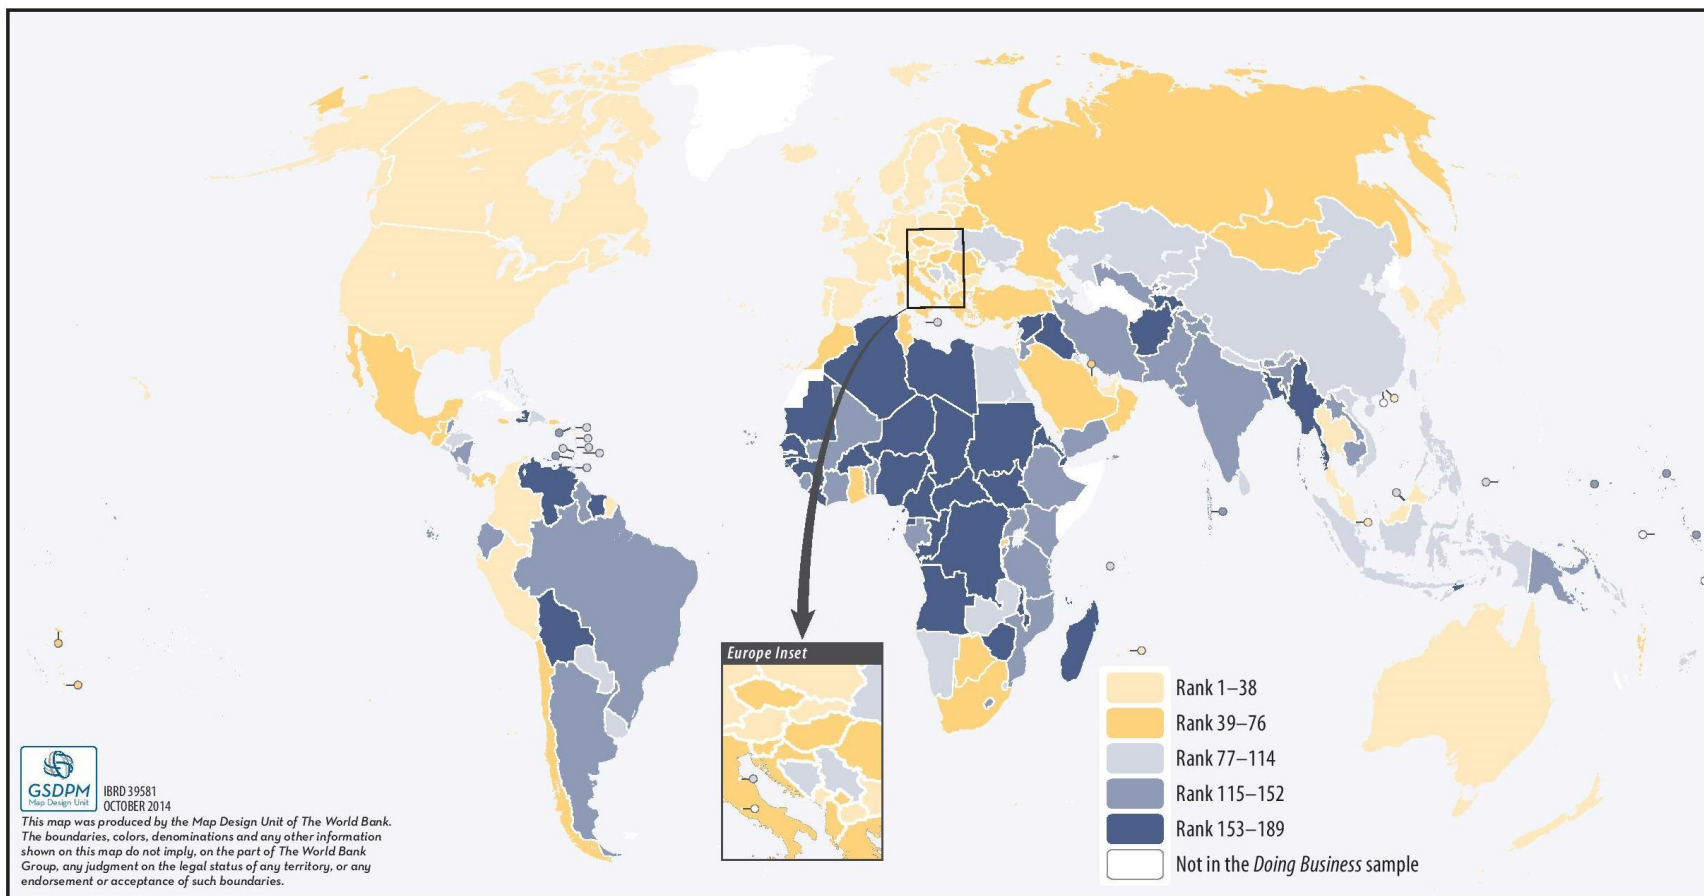 Europe Inset
Rank 1–38
Rank 39–76
Rank 77–114
Rank 115–152
Rank 153–189
Not in the Doing Business sample
GSDPM
Map Design Unit
IBRD 39581
OCTOBER 2014
This map was produced by the Map Design Unit of The World Bank.
The boundaries, colors, denominations and any other information
shown on this map do not imply, on the part of The World Bank
Group, any judgment on the legal status of any territory, or any
endorsement or acceptance of such boundaries.